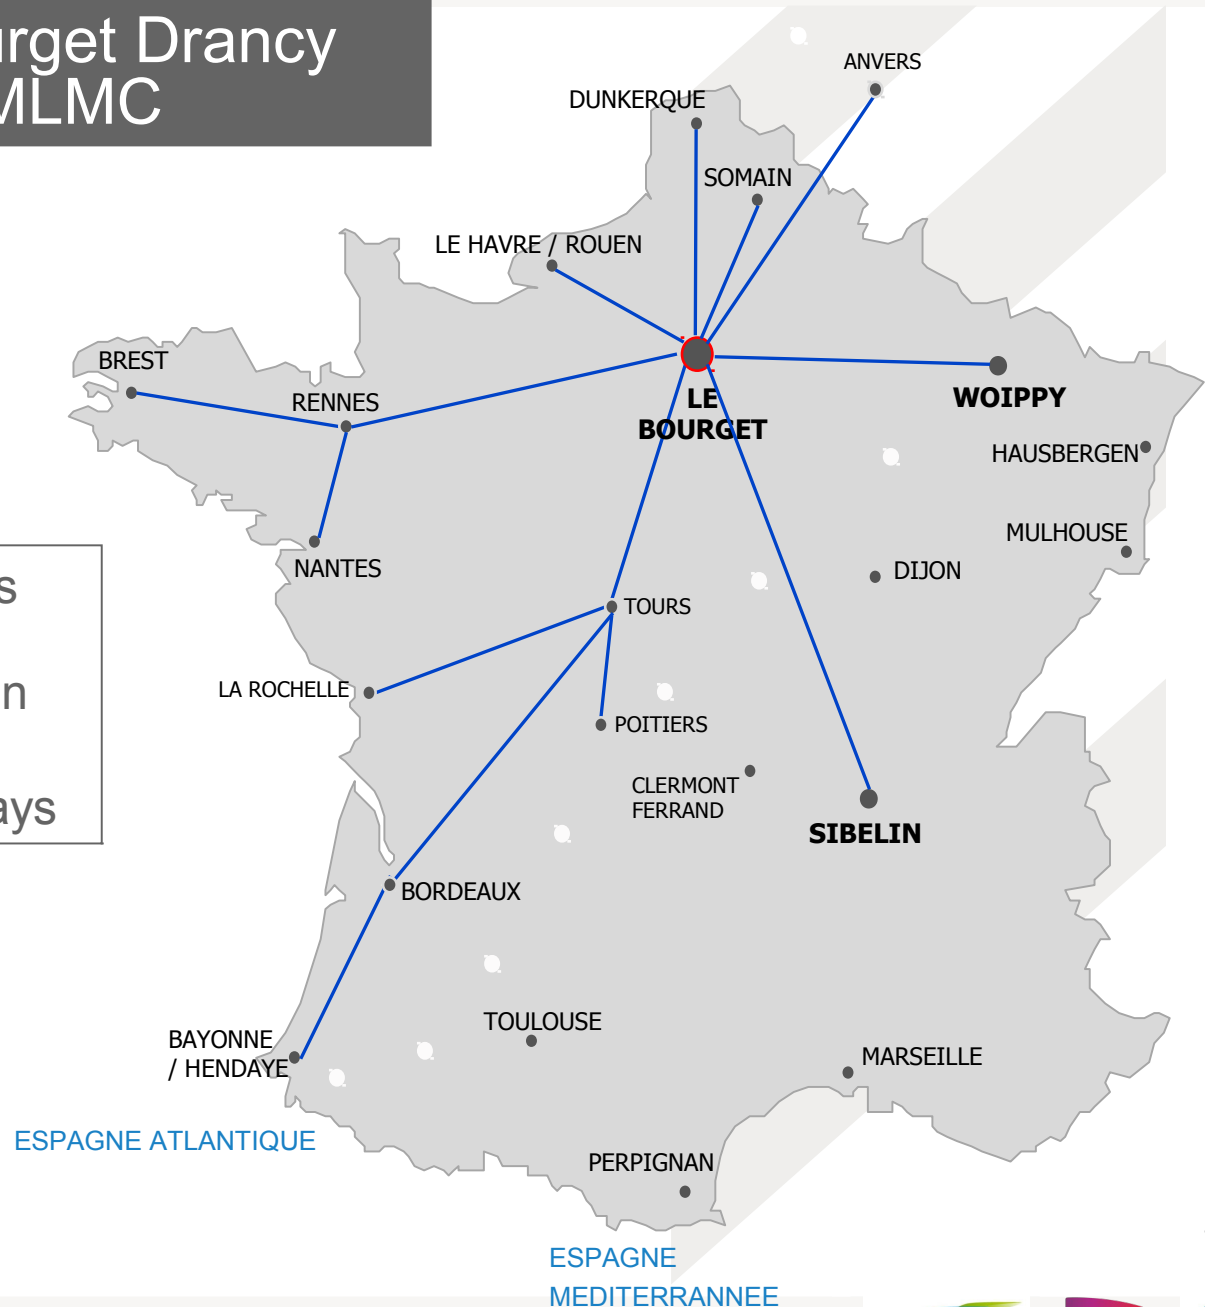 rget Drancy
MLMC
ANVERS
DUNKERQUE
SOMAIN
LE HAVRE / ROUEN
BREST
RENNES
LE
BOURGET
WOIPPY
HAUSBERGEN
MULHOUSE
NANTES
DIJON
s
TOURS
n
LA ROCHELLE
POITIERS
CLERMONT
FERRAND
ays
SIBELIN
BORDEAUX
TOULOUSE
BAYONNE
/ HENDAYE
MARSEILLE
ESPAGNE ATLANTIQUE
PERPIGNAN
ESPAGNE
MEDITERRANNEE